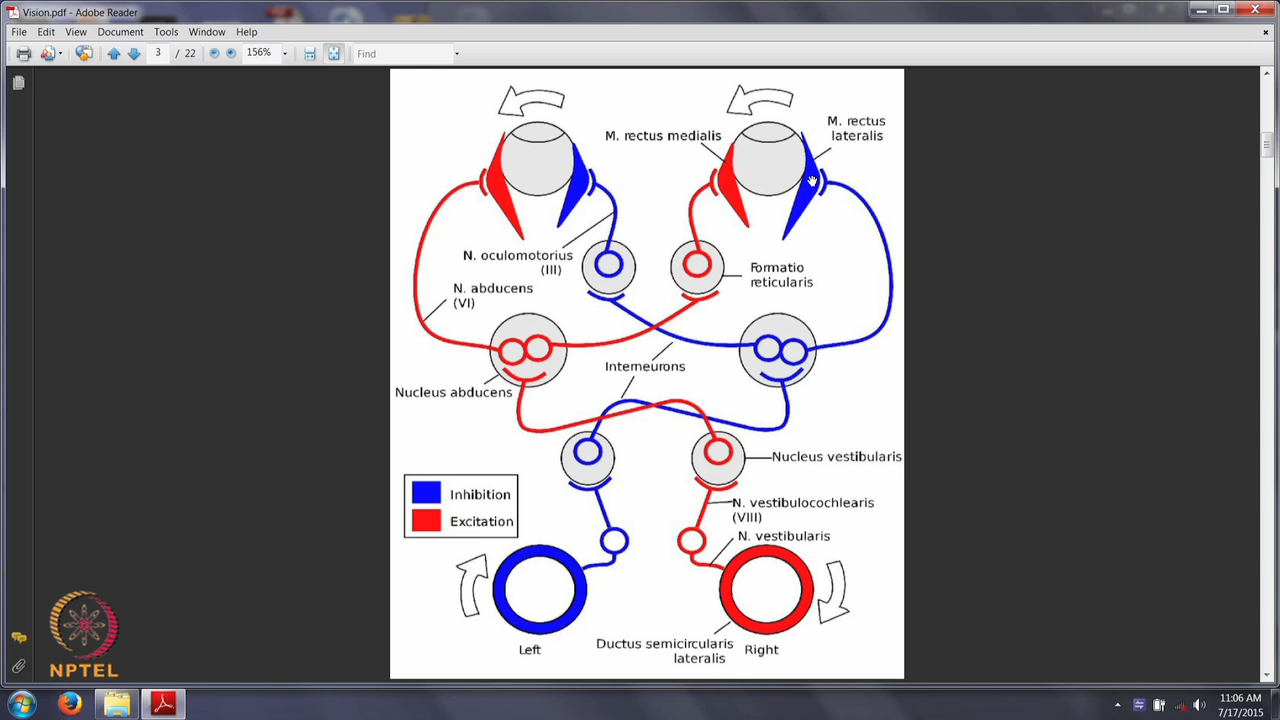 Vision.pdf - Adobe Reader
File Edit View Document Tools Window Help
3 / 22 156% Find
M. rectus medialis
M. rectus
lateralis
N. oculomotorius
(III)
Formatio
reticularis
N. abducens
(VI)
Interneurons
Nucleus abducens
Nucleus vestibularis
Inhibition
Excitation
N. vestibulocochlearis
(VIII)
N. vestibularis
Ductus semicircularis
lateralis
Left
Right
NPTEL
11:06 AM
7/17/2015